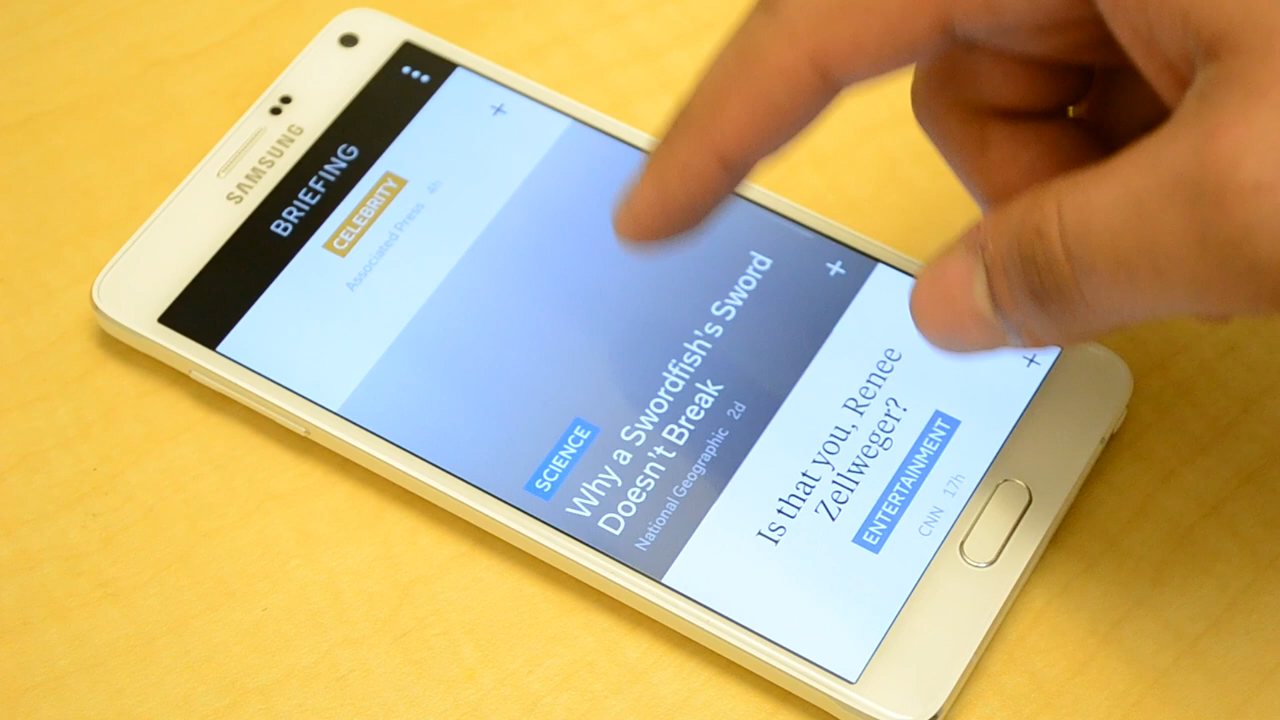 SAMSUNG
BRIEFING
CELEBRITY
Associated Press 4h
SCIENCE
Why a Swordfish's Sword
Doesn't Break
National Geographic 2d
Is that you, Renee
Zellweger?
ENTERTAINMENT
CNN 17h